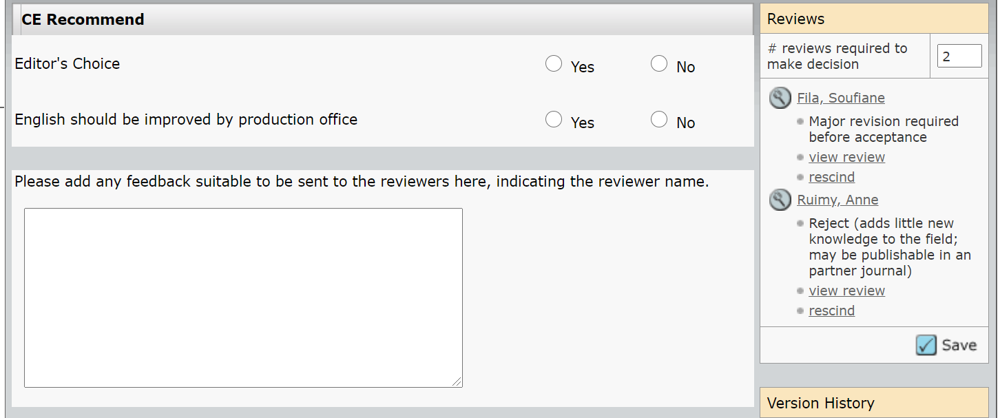 CE Recommend
Editor's Choice
Yes
No
English should be improved by production office
Yes
No
Please add any feedback suitable to be sent to the reviewers here, indicating the reviewer name.
Reviews
# reviews required to
make decision
2
Fila, Soufiane
Major revision required
before acceptance
view review
rescind
Ruimy, Anne
Reject (adds little new
knowledge to the field;
may be publishable in an
partner journal)
view review
rescind
Save
Version History